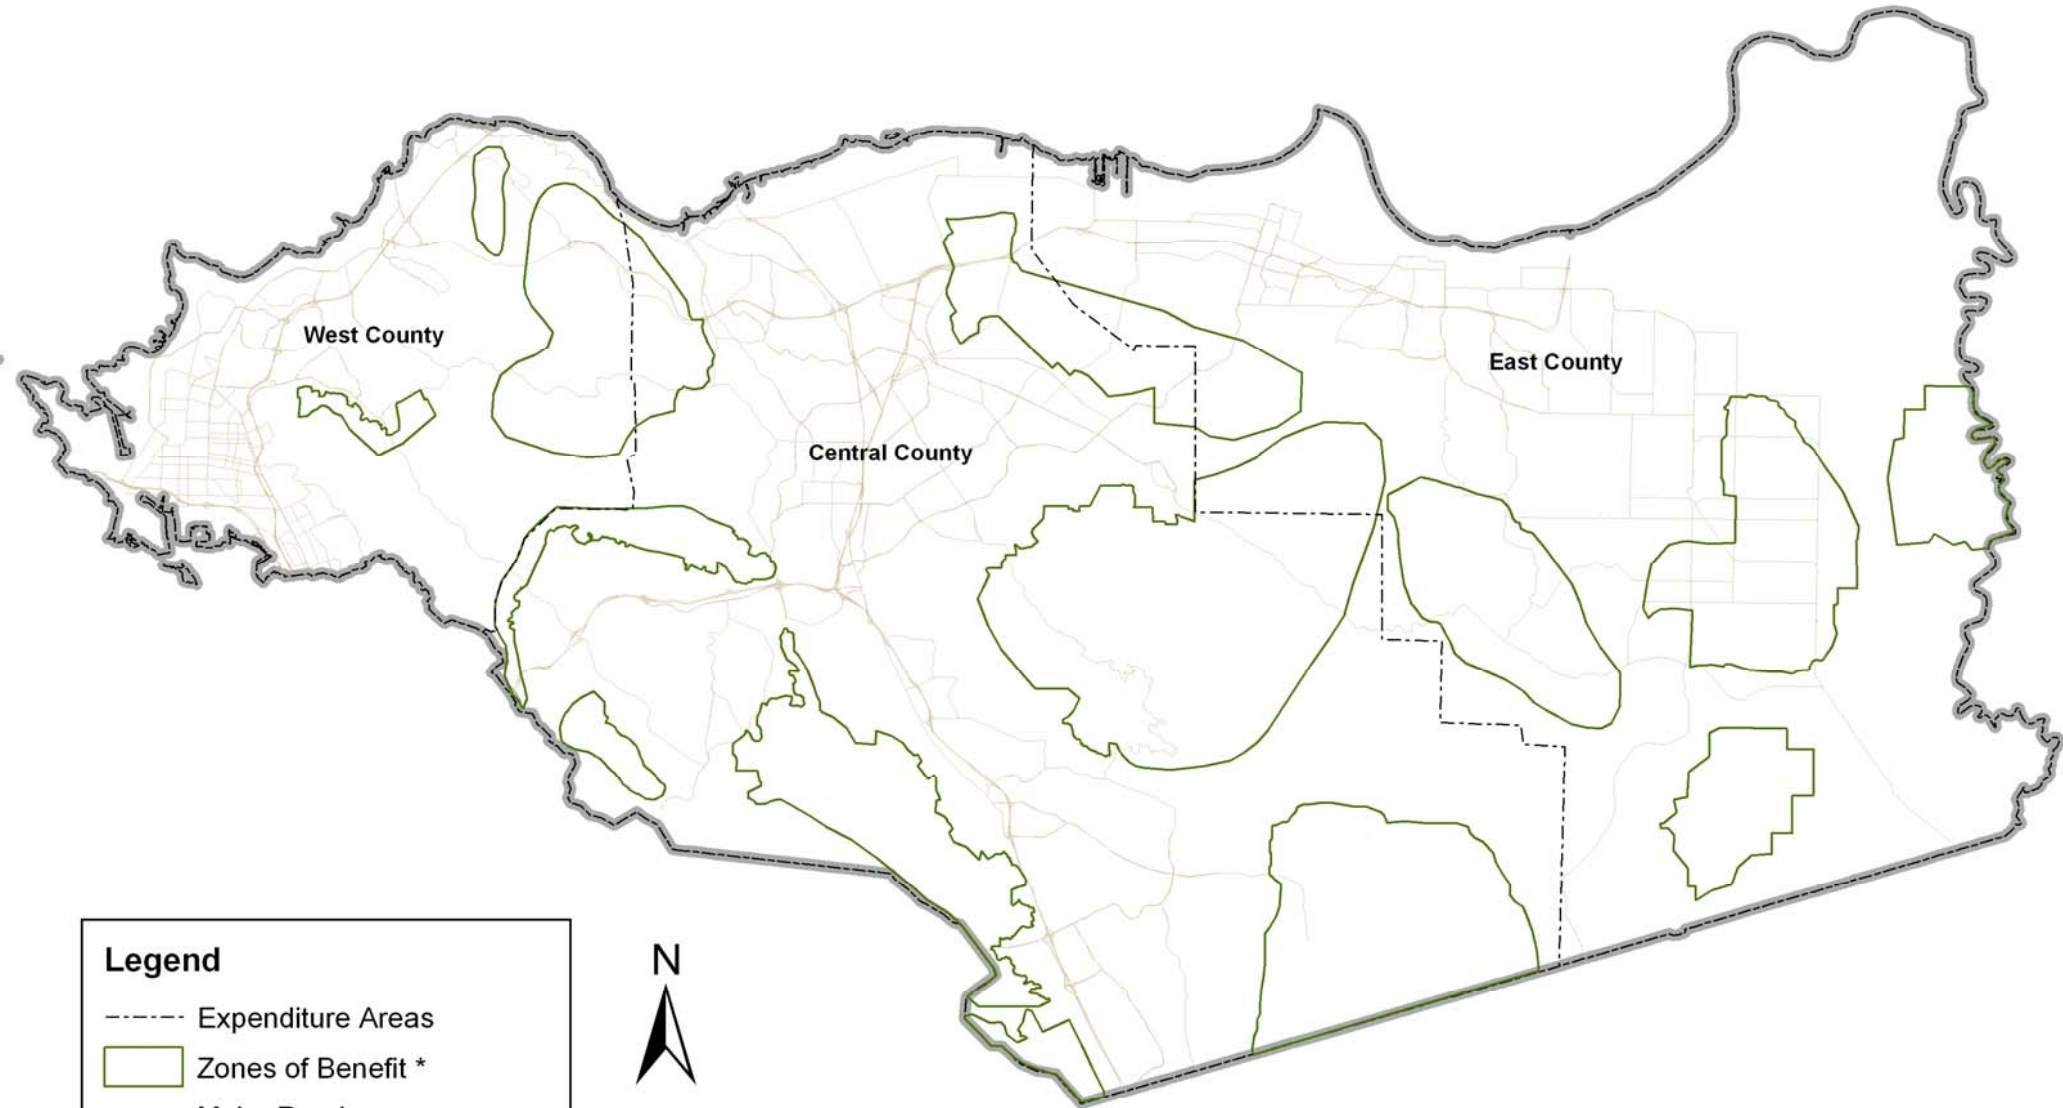 West County
East County
Central County
Legend
N
Expenditure Areas
Zones of Benefit *